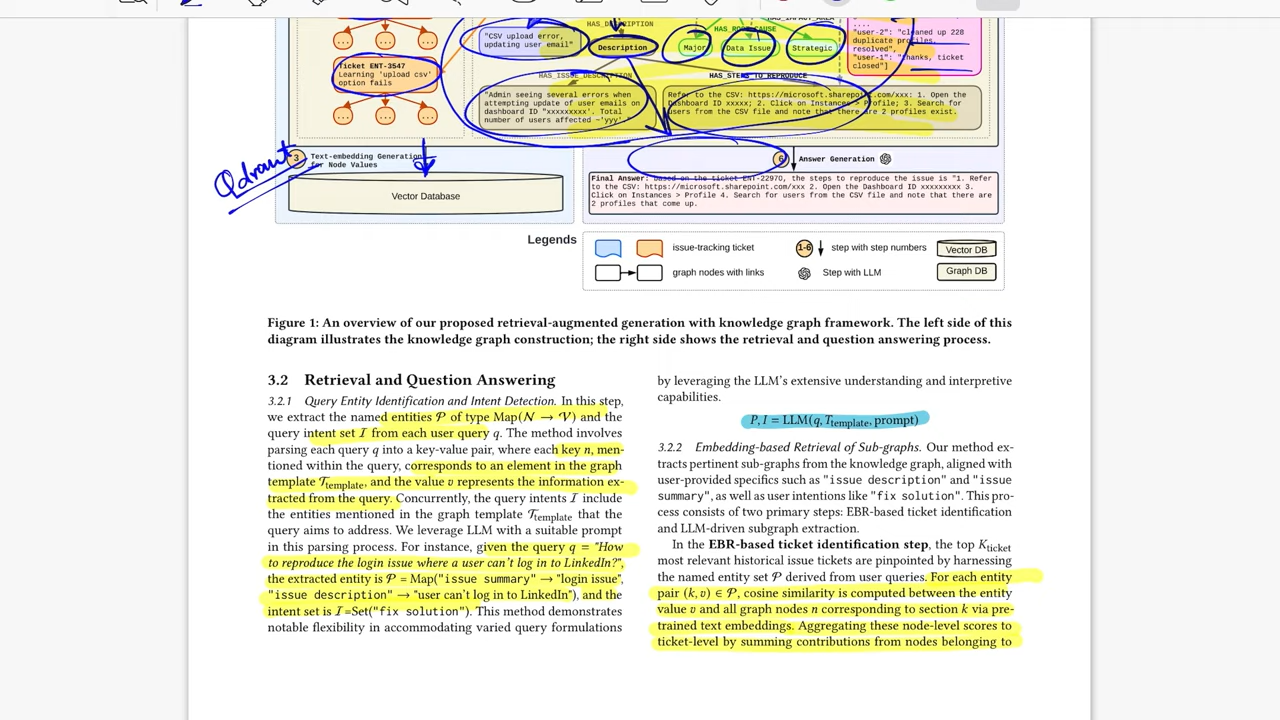 HAS_DESCRIPTION
HAS_IMPACT_AREA
HAS_ROOT_CAUSE
"CSV upload error,
updating user email"
Description
Major
Data Issue
Strategic
....
"user-2": "cleaned up 228
duplicate profiles,
resolved",
"user-1": "thanks, ticket
closed"]
Ticket ENT-3547
Learning 'upload csv'
option fails
HAS_ISSUE_DESCRIPTION
HAS_STEPS_TO_REPRODUCE
"Admin seeing several errors when
attempting update of user emails on
dashboard ID "xxxxxxxxx'. Total
number of users affected ~'yyy'
Refer to the CSV: https://microsoft.sharepoint.com/xxx: 1. Open the
Dashboard ID xxxxx; 2. Click on Instances > Profile; 3. Search for
users from the CSV file and note that there are 2 profiles exist.
Qdrant
3
Text-embedding Generation
for Node Values
Vector Database
6
Answer Generation
Final Answer: based on the ticket ENT-22970, the steps to reproduce the issue is "1. Refer
to the CSV: https://microsoft.sharepoint.com/xxx 2. Open the Dashboard ID xxxxxxxxx 3.
Click on Instances > Profile 4. Search for users from the CSV file and note that there are
2 profiles that come up.
Legends
issue-tracking ticket
1-6
step with step numbers
Vector DB
graph nodes with links
Step with LLM
Graph DB
Figure 1: An overview of our proposed retrieval-augmented generation with knowledge graph framework. The left side of this
diagram illustrates the knowledge graph construction; the right side shows the retrieval and question answering process.
3.2 Retrieval and Question Answering
3.2.1 Query Entity Identification and Intent Detection. In this step,
we extract the named entities 𝒫 of type Map(𝒩 → 𝒱) and the
query intent set ℐ from each user query q. The method involves
parsing each query q into a key-value pair, where each key n, men-
tioned within the query, corresponds to an element in the graph
template 𝒯template, and the value v represents the information ex-
tracted from the query. Concurrently, the query intents ℐ include
the entities mentioned in the graph template 𝒯template that the
query aims to address. We leverage LLM with a suitable prompt
in this parsing process. For instance, given the query q = "How
to reproduce the login issue where a user can't log in to LinkedIn?",
the extracted entity is 𝒫 = Map("issue summary" → "login issue",
"issue description" → "user can't log in to LinkedIn"), and the
intent set is ℐ =Set("fix solution"). This method demonstrates
notable flexibility in accommodating varied query formulations
by leveraging the LLM's extensive understanding and interpretive
capabilities.
P, I = LLM(q, Ttemplate, prompt)
3.2.2 Embedding-based Retrieval of Sub-graphs. Our method ex-
tracts pertinent sub-graphs from the knowledge graph, aligned with
user-provided specifics such as "issue description" and "issue
summary", as well as user intentions like "fix solution". This pro-
cess consists of two primary steps: EBR-based ticket identification
and LLM-driven subgraph extraction.
In the EBR-based ticket identification step, the top Kticket
most relevant historical issue tickets are pinpointed by harnessing
the named entity set 𝒫 derived from user queries. For each entity
pair (k, v) ∈ 𝒫, cosine similarity is computed between the entity
value v and all graph nodes n corresponding to section k via pre-
trained text embeddings. Aggregating these node-level scores to
ticket-level by summing contributions from nodes belonging to